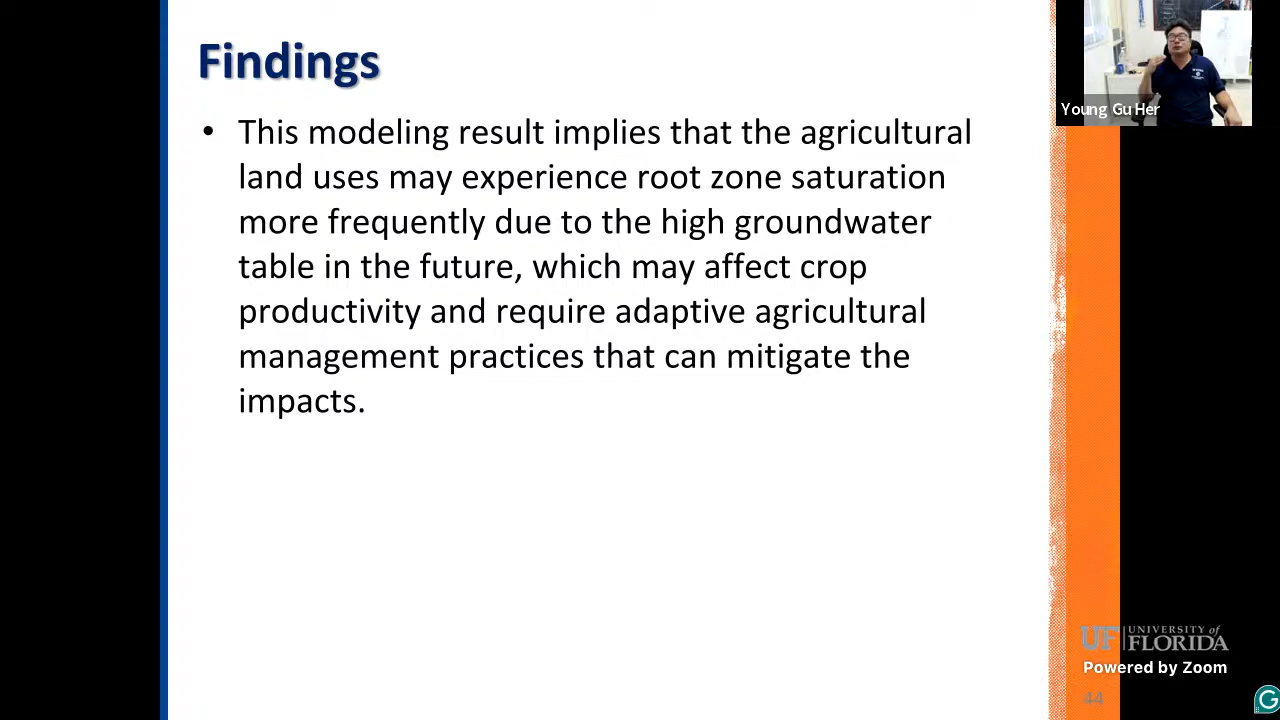 Findings
• This modeling result implies that the agricultural
land uses may experience root zone saturation
more frequently due to the high groundwater
table in the future, which may affect crop
productivity and require adaptive agricultural
management practices that can mitigate the
impacts.
Young Gu Her
UF UNIVERSITY of
FLORIDA
Powered by Zoom
44
G